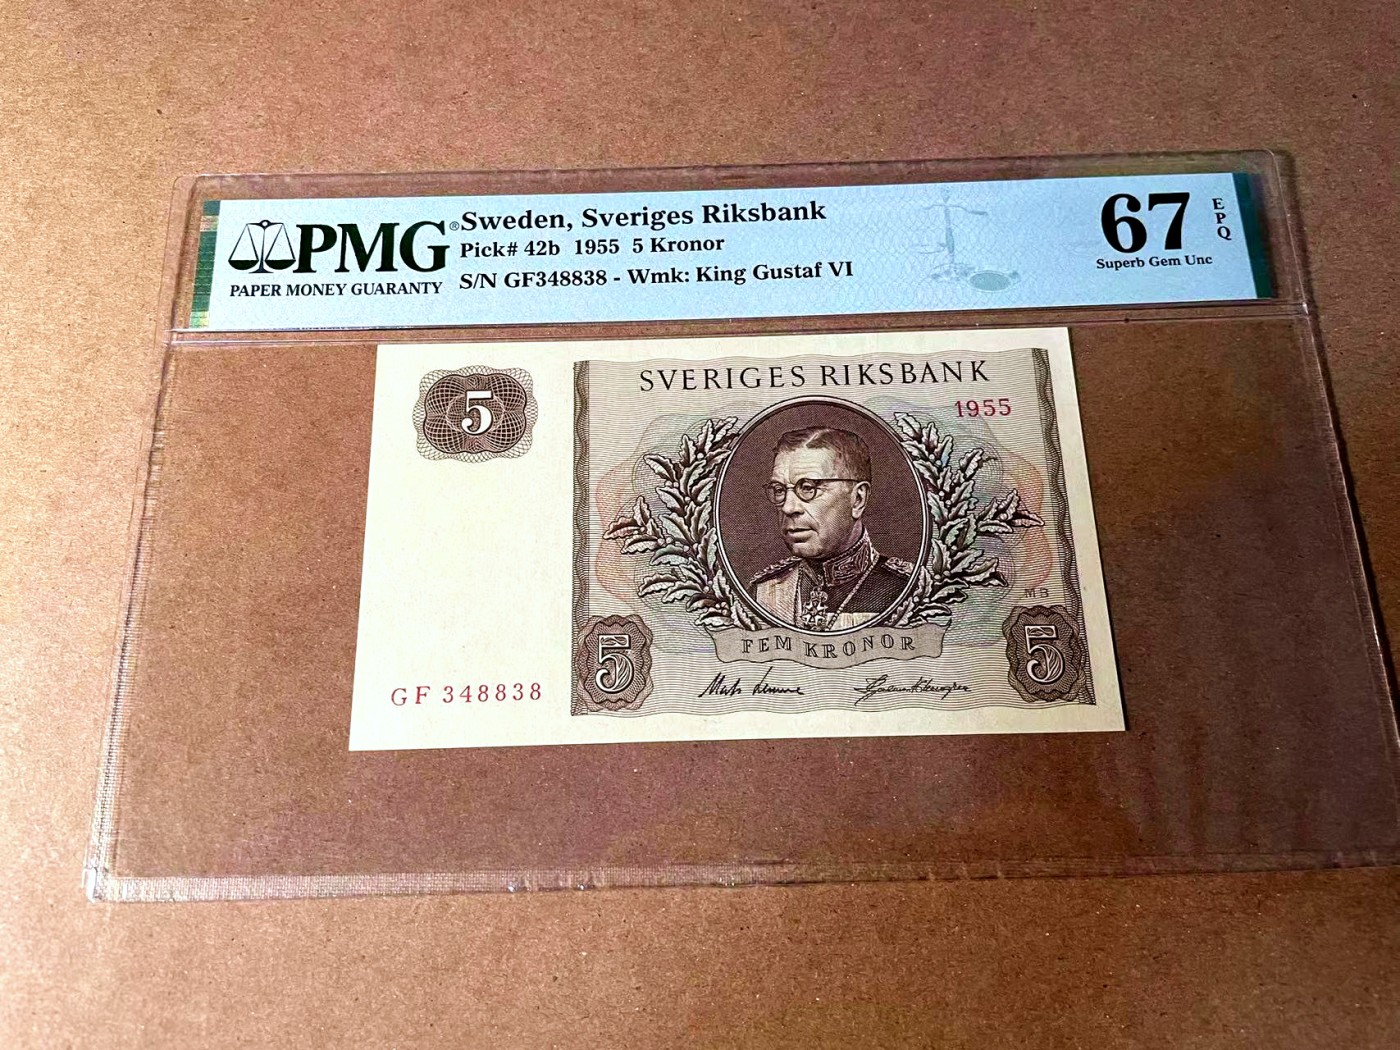 PMG®
PAPER MONEY GUARANTY
Sweden, Sveriges Riksbank
Pick# 42b 1955 5 Kronor
S/N GF348838 - Wmk: King Gustaf VI
67
EPQ
Superb Gem Unc
5
SVERIGES RIKSBANK
1955
MB
FEM KRONOR
5
5
GF 348838